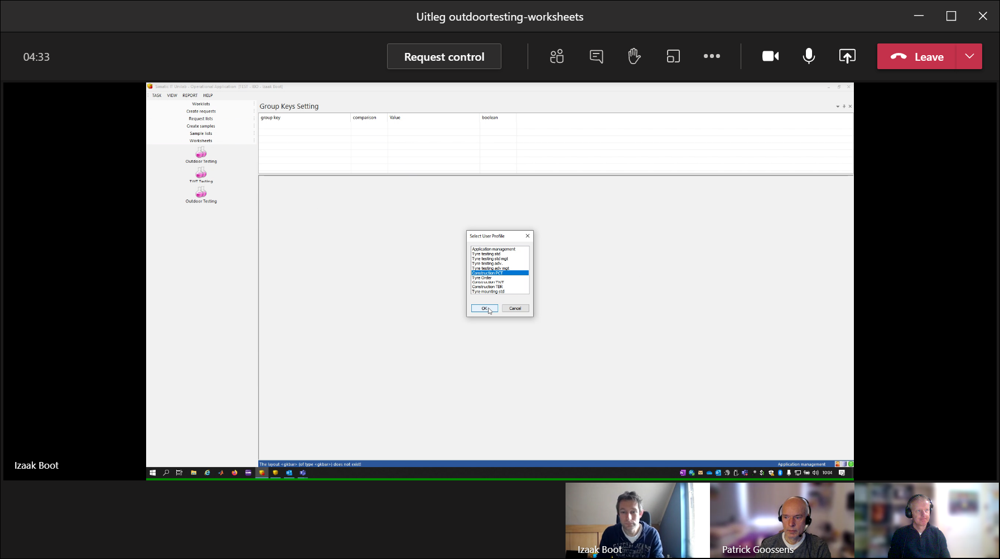 Uitleg outdoortesting-worksheets
04:33
Request control
Leave
Simatic IT Unilab - Operational Application [TEST - IBO - Izaak Boot]
TASK VIEW REPORT HELP
Worklists
Create requests
Request lists
Create samples
Sample lists
Worksheets
Outdoor Testing
TWT Testing
Outdoor Testing
Group Keys Setting
group key comparison Value boolean
Select User Profile
Application management
Tyre testing std
Tyre testing std mgt
Tyre testing adv.
Tyre testing adv mgt
Construction PCT
Tyre Order
Construction TWT
Construction TBR
Tyre mounting std
OK Cancel
The layout <gkbar> (of type <gkbar>) does not exist!
Application management
10:04
Izaak Boot
Izaak Boot
Patrick Goossens